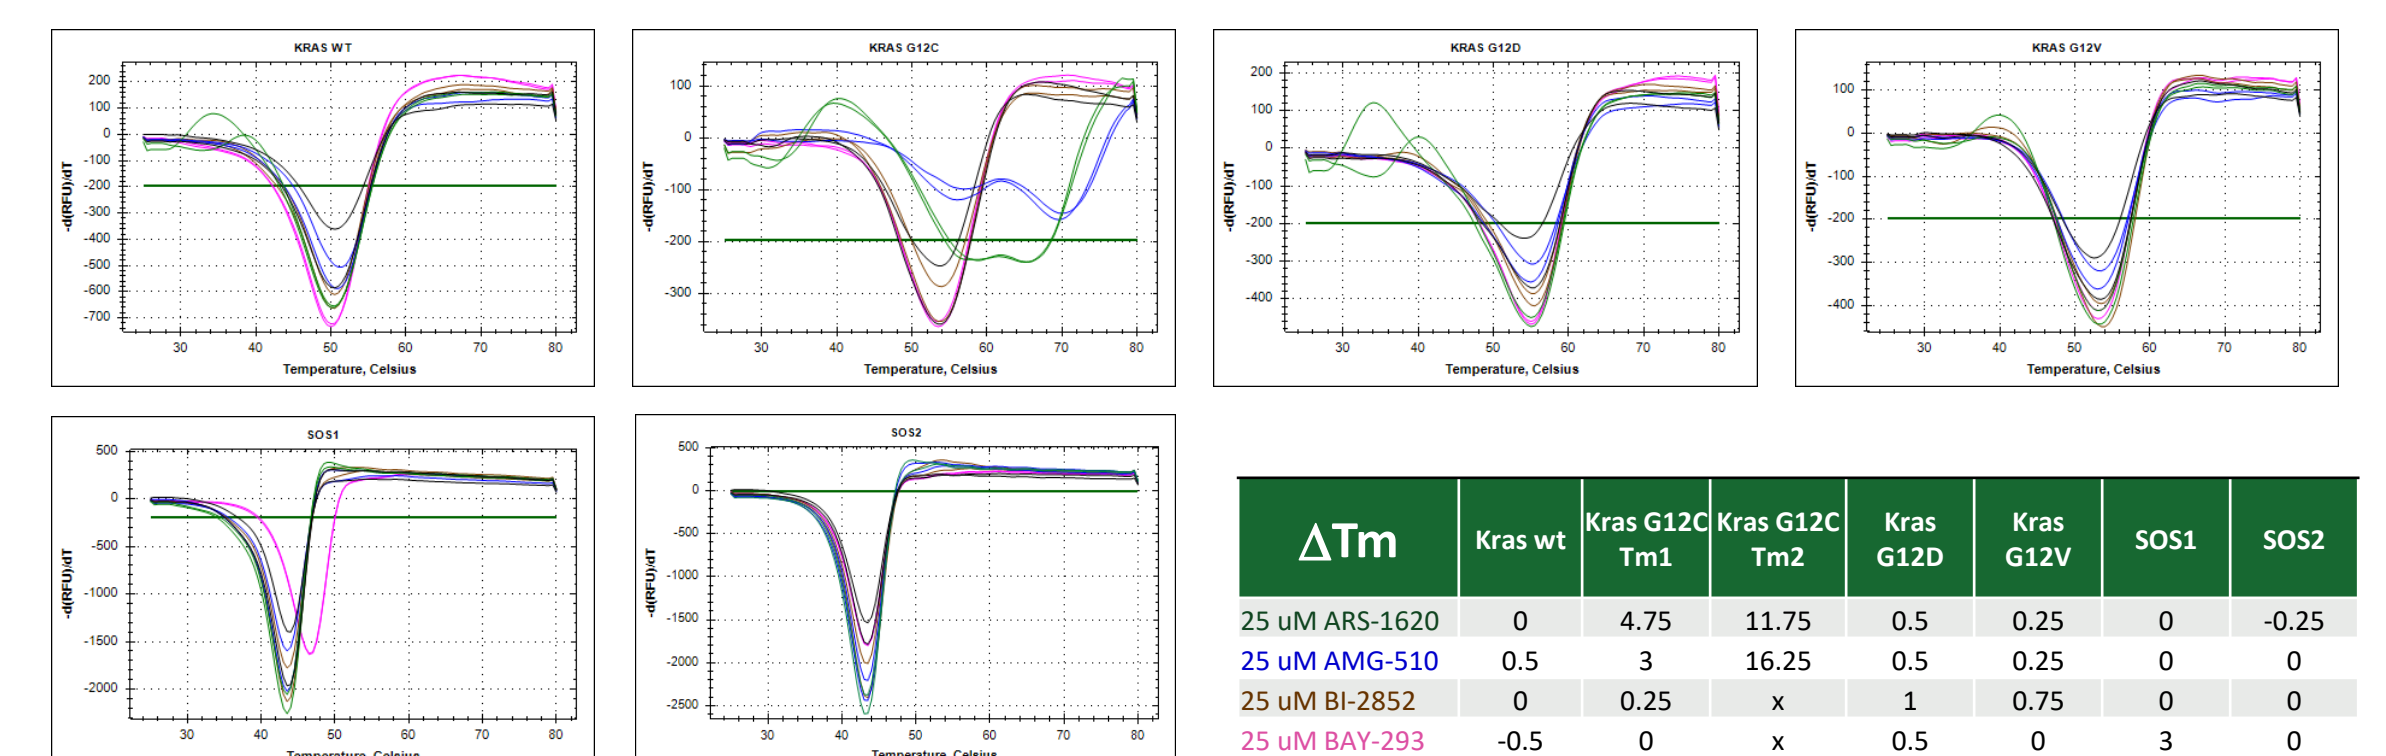 KRAS WT
-d(RFU)/dT
200
100
0
-100
-200
-300
-400
-500
-600
-700
30 40 50 60 70 80
Temperature, Celsius
KRAS G12C
-d(RFU)/dT
100
0
-100
-200
-300
30 40 50 60 70 80
Temperature, Celsius
KRAS G12D
-d(RFU)/dT
200
100
0
-100
-200
-300
-400
30 40 50 60 70 80
Temperature, Celsius
KRAS G12V
-d(RFU)/dT
100
0
-100
-200
-300
-400
30 40 50 60 70 80
Temperature, Celsius
SOS1
-d(RFU)/dT
500
0
-500
-1000
-1500
-2000
30 40 50 60 70 80
Temperature, Celsius
SOS2
-d(RFU)/dT
500
0
-500
-1000
-1500
-2000
-2500
30 40 50 60 70 80
Temperature, Celsius
ΔTm Kras wt Kras G12C Tm1 Kras G12C Tm2 Kras G12D Kras G12V SOS1 SOS2
25 uM ARS-1620 0 4.75 11.75 0.5 0.25 0 -0.25
25 uM AMG-510 0.5 3 16.25 0.5 0.25 0 0
25 uM BI-2852 0 0.25 x 1 0.75 0 0
25 uM BAY-293 -0.5 0 x 0.5 0 3 0